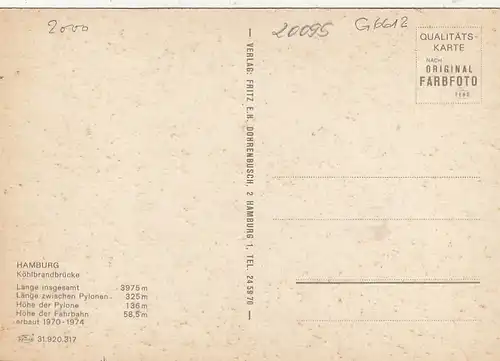 2000
20095
G6612
QUALITÄTS-
KARTE
NACH
ORIGINAL
FARBFOTO
VERLAG: FRITZ E.H. DOHRENBUSCH, 2 HAMBURG 1, TEL. 24 59 70
HAMBURG
Köhlbrandbrücke
Länge insgesamt 3975 m
Länge zwischen Pylonen 325 m
Höhe der Pylone 136 m
Höhe der Fahrbahn 58,5 m
erbaut 1970-1974
31.920.317